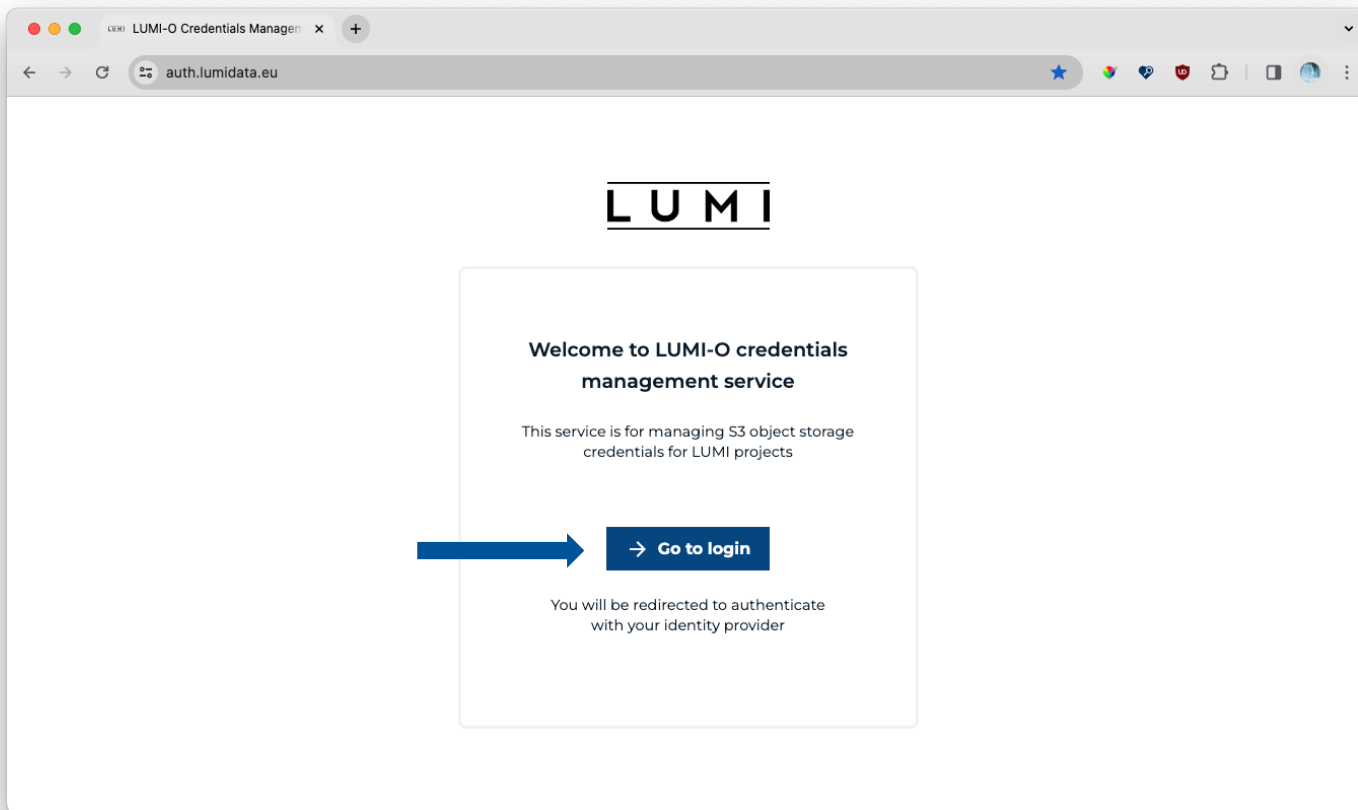 LUMI LUMI-O Credentials Managem
auth.lumidata.eu
LUMI
Welcome to LUMI-O credentials
management service
This service is for managing S3 object storage
credentials for LUMI projects
Go to login
You will be redirected to authenticate
with your identity provider